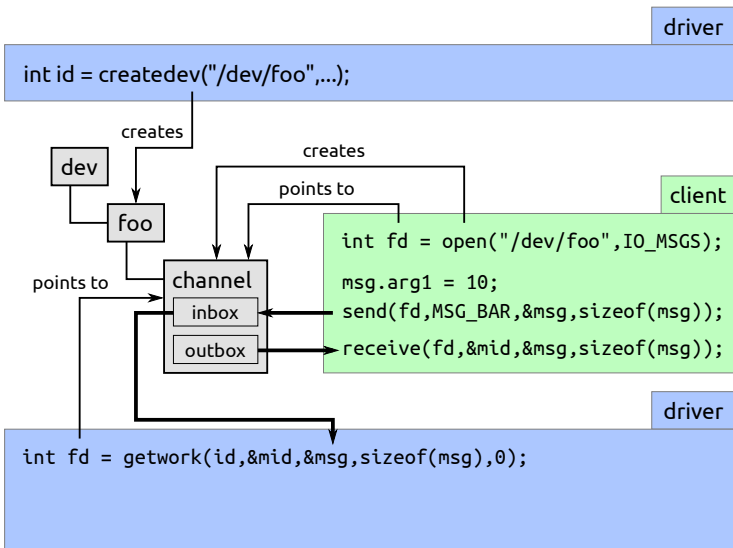 driver
int id = createdev("/dev/foo",...);
creates
dev
foo
creates
points to
client
int fd = open("/dev/foo",IO_MSGS);
msg.arg1 = 10;
send(fd,MSG_BAR,&msg,sizeof(msg));
receive(fd,&mid,&msg,sizeof(msg));
points to
channel
inbox
outbox
driver
int fd = getwork(id,&mid,&msg,sizeof(msg),0);